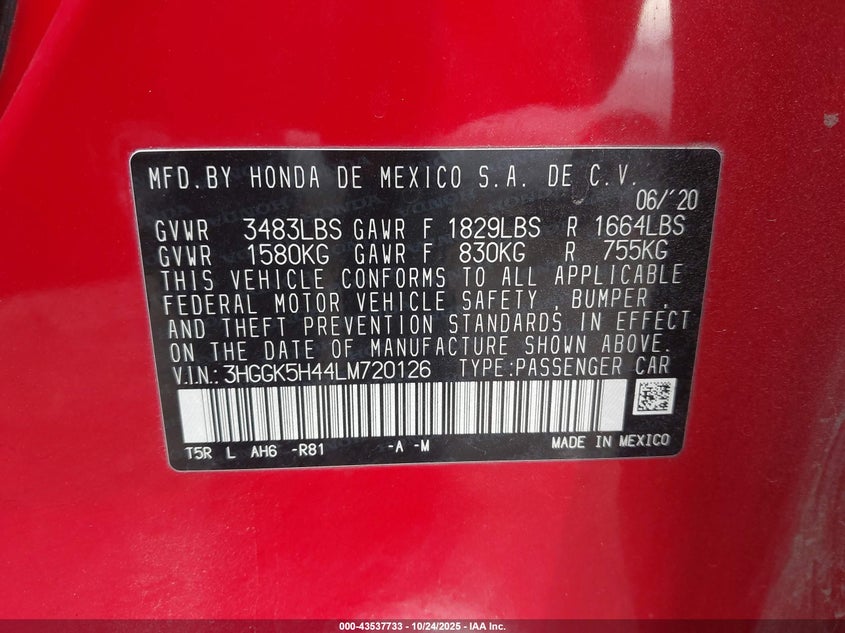 MFD.BY HONDA DE MEXICO S.A. DE C.V.
06/'20
GVWR 3483LBS GAWR F 1829LBS R 1664LBS
GVWR 1580KG GAWR F 830KG R 755KG
THIS VEHICLE CONFORMS TO ALL APPLICABLE
FEDERAL MOTOR VEHICLE SAFETY, BUMPER,
AND THEFT PREVENTION STANDARDS IN EFFECT
ON THE DATE OF MANUFACTURE SHOWN ABOVE.
V.I.N.: 3HGGK5H44LM720126 TYPE:PASSENGER CAR
T5R L AH6 -R81 -A -M MADE IN MEXICO
000-43537733 - 10/24/2025 - IAA Inc.